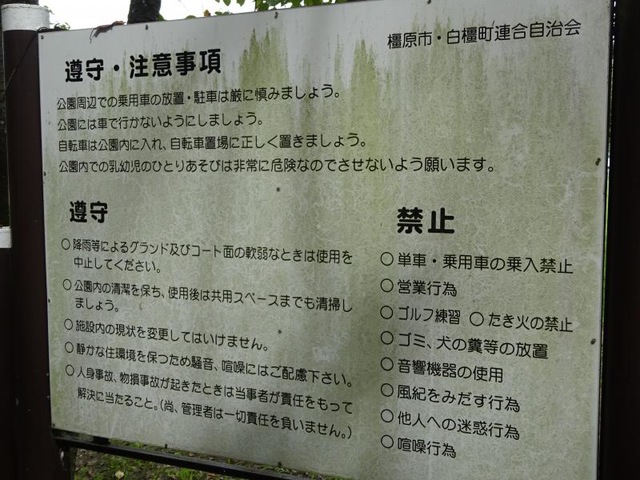 橿原市・白橿町連合自治会
遵守・注意事項
公園周辺での乗用車の放置・駐車は厳に慎みましょう。
公園には車で行かないようにしましょう。
自転車は公園内に入れ、自転車置場に正しく置きましょう。
公園内での乳幼児のひとりあそびは非常に危険なのでさせないよう願います。
遵守
○降雨等によるグランド及びコート面の軟弱なときは使用を
中止してください。
○公園内の清潔を保ち、使用後は共用スペースまでも清掃し
ましょう。
○施設内の現状を変更してはいけません。
○静かな住環境を保つため騒音、喧噪にはご配慮下さい。
○人身事故、物損事故が起きたときは当事者が責任をもって
解決に当たること。(尚、管理者は一切責任を負いません。)
禁止
○単車・乗用車の乗入禁止
○営業行為
○ゴルフ練習 ○たき火の禁止
○ゴミ、犬の糞等の放置
○音響機器の使用
○風紀をみだす行為
○他人への迷惑行為
○喧噪行為